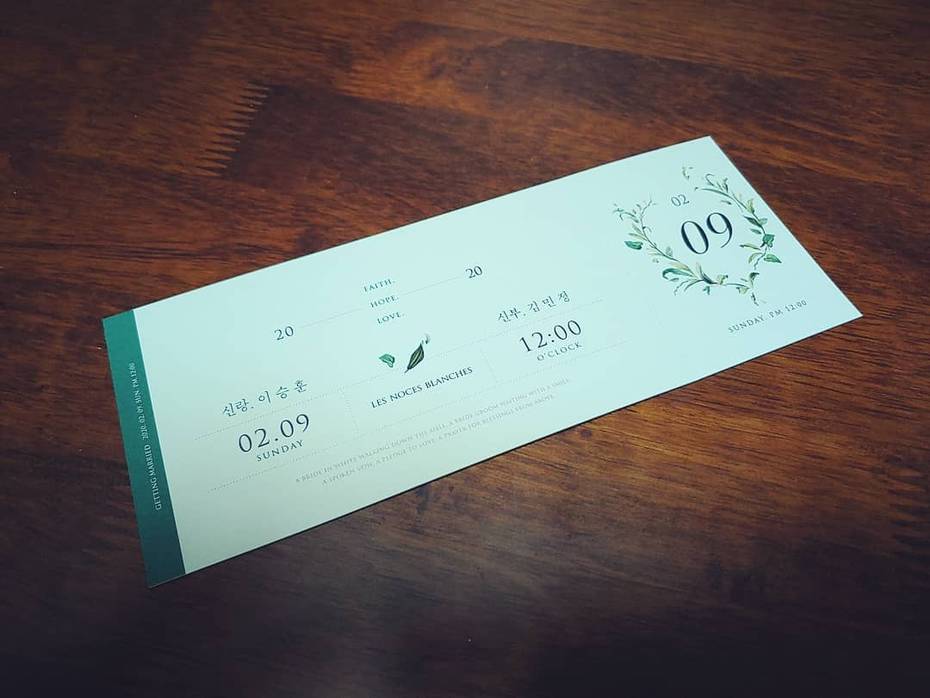 GETTING MARRIED 2020. 02. 09. SUN. PM 12:00
FAITH.
20 HOPE. 20
LOVE.
신랑. 이 승 훈
신부. 김 민 정
02.09
SUNDAY
LES NOCES BLANCHES
12:00
O'CLOCK
A BRIDE IN WHITE WALKING DOWN THE AISLE, A BRIDE-GROOM WAITING WITH A SMILE.
A SPOKEN VOW, A PLEDGE TO LOVE, A PRAYER FOR BLESSINGS FROM ABOVE.
02
09
SUNDAY. PM 12:00